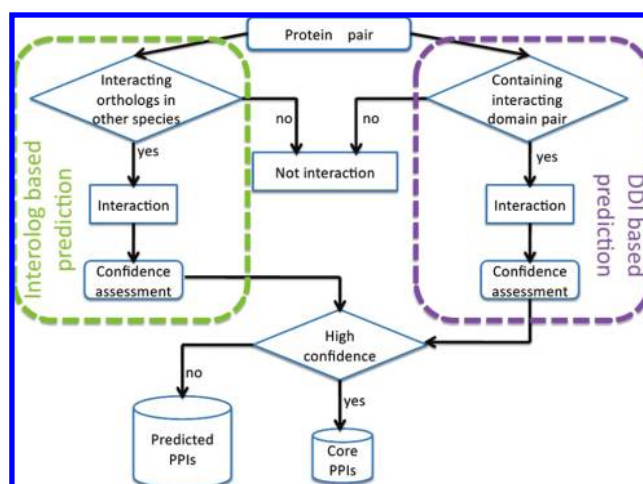 Protein pair
Interacting
orthologs in
other species
Containing
interacting
domain pair
no
no
yes
yes
Not interaction
Interaction
Interaction
Interolog based
prediction
DDI based
prediction
Confidence
assessment
Confidence
assessment
High
confidence
no
yes
Predicted
PPIs
Core
PPIs